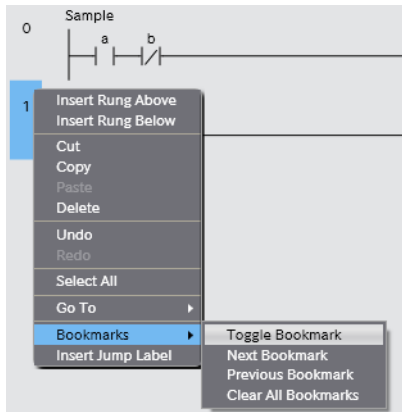 Sample
0
a b
1
Insert Rung Above
Insert Rung Below
Cut
Copy
Paste
Delete
Undo
Redo
Select All
Go To
Bookmarks
Toggle Bookmark
Insert Jump Label
Next Bookmark
Previous Bookmark
Clear All Bookmarks